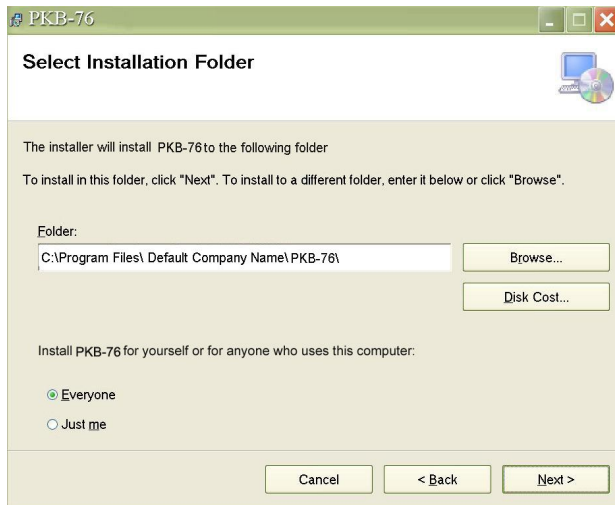 PKB-76
Select Installation Folder
The installer will install PKB-76 to the following folder
To install in this folder, click "Next". To install to a different folder, enter it below or click "Browse".
Folder:
C:\Program Files\ Default Company Name\PKB-76\
Browse...
Disk Cost...
Install PKB-76 for yourself or for anyone who uses this computer:
Everyone
Just me
Cancel
< Back
Next >